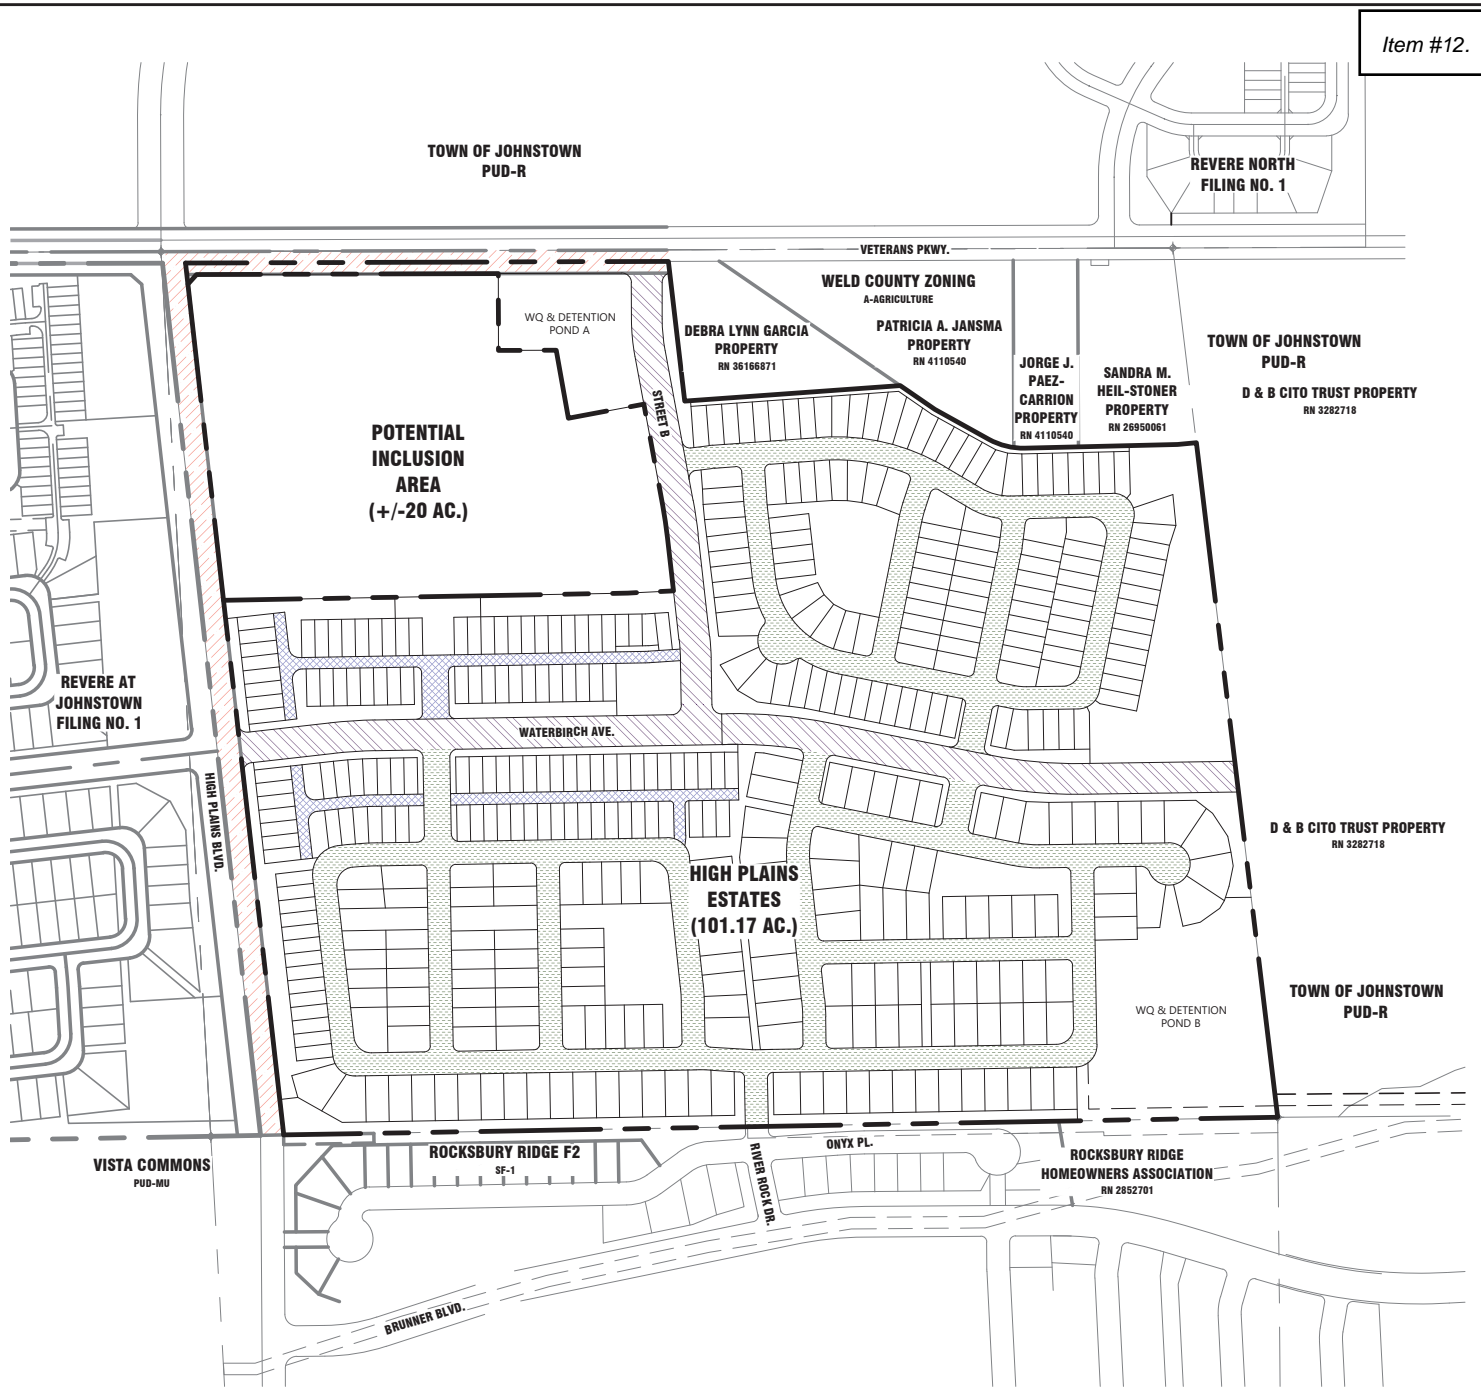 Item #12.
TOWN OF JOHNSTOWN
PUD-R
REVERE NORTH
FILING NO. 1
VETERANS PKWY.
WELD COUNTY ZONING
A-AGRICULTURE
WQ & DETENTION
POND A
DEBRA LYNN GARCIA
PROPERTY
RN 36166871
PATRICIA A. JANSMA
PROPERTY
RN 4110540
JORGE J.
PAEZ-
CARRION
PROPERTY
RN 4110540
SANDRA M.
HEIL-STONER
PROPERTY
RN 26950061
TOWN OF JOHNSTOWN
PUD-R
D & B CITO TRUST PROPERTY
RN 3282718
STREET B
POTENTIAL
INCLUSION
AREA
(+/-20 AC.)
REVERE AT
JOHNSTOWN
FILING NO. 1
WATERBIRCH AVE.
HIGH PLAINS BLVD.
D & B CITO TRUST PROPERTY
RN 3282718
HIGH PLAINS
ESTATES
(101.17 AC.)
TOWN OF JOHNSTOWN
PUD-R
WQ & DETENTION
POND B
VISTA COMMONS
PUD-MU
ROCKSBURY RIDGE F2
SF-1
RIVER ROCK DR.
ONYX PL.
ROCKSBURY RIDGE
HOMEOWNERS ASSOCIATION
RN 2852701
BRUNNER BLVD.